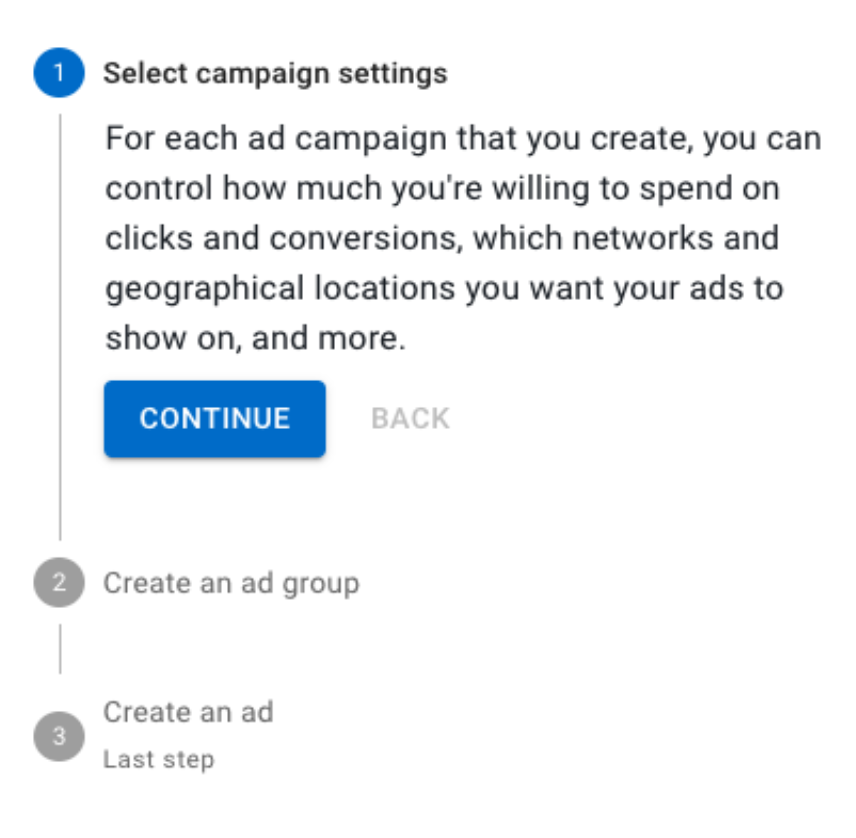 1 Select campaign settings
For each ad campaign that you create, you can
control how much you're willing to spend on
clicks and conversions, which networks and
geographical locations you want your ads to
show on, and more.
CONTINUE BACK
2 Create an ad group
Create an ad
3
Last step